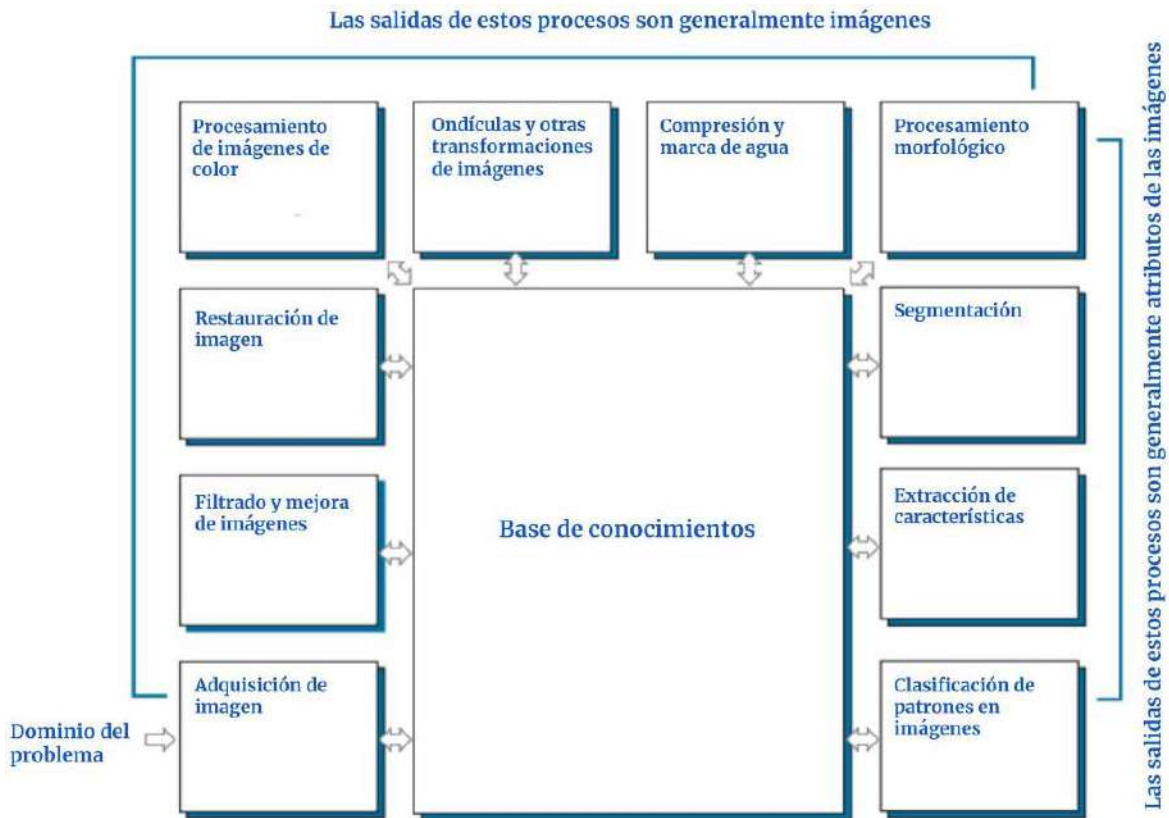 Las salidas de estos procesos son generalmente imágenes
Procesamiento
de imágenes de
color
Ondículas y otras
transformaciones
de imágenes
Compresión y
marca de agua
Procesamiento
morfológico
Restauración de
imagen
Segmentación
Filtrado y mejora
de imágenes
Base de conocimientos
Extracción de
características
Adquisición de
imagen
Clasificación de
patrones en
imágenes
Dominio del
problema
Las salidas de estos procesos son generalmente atributos de las imágenes